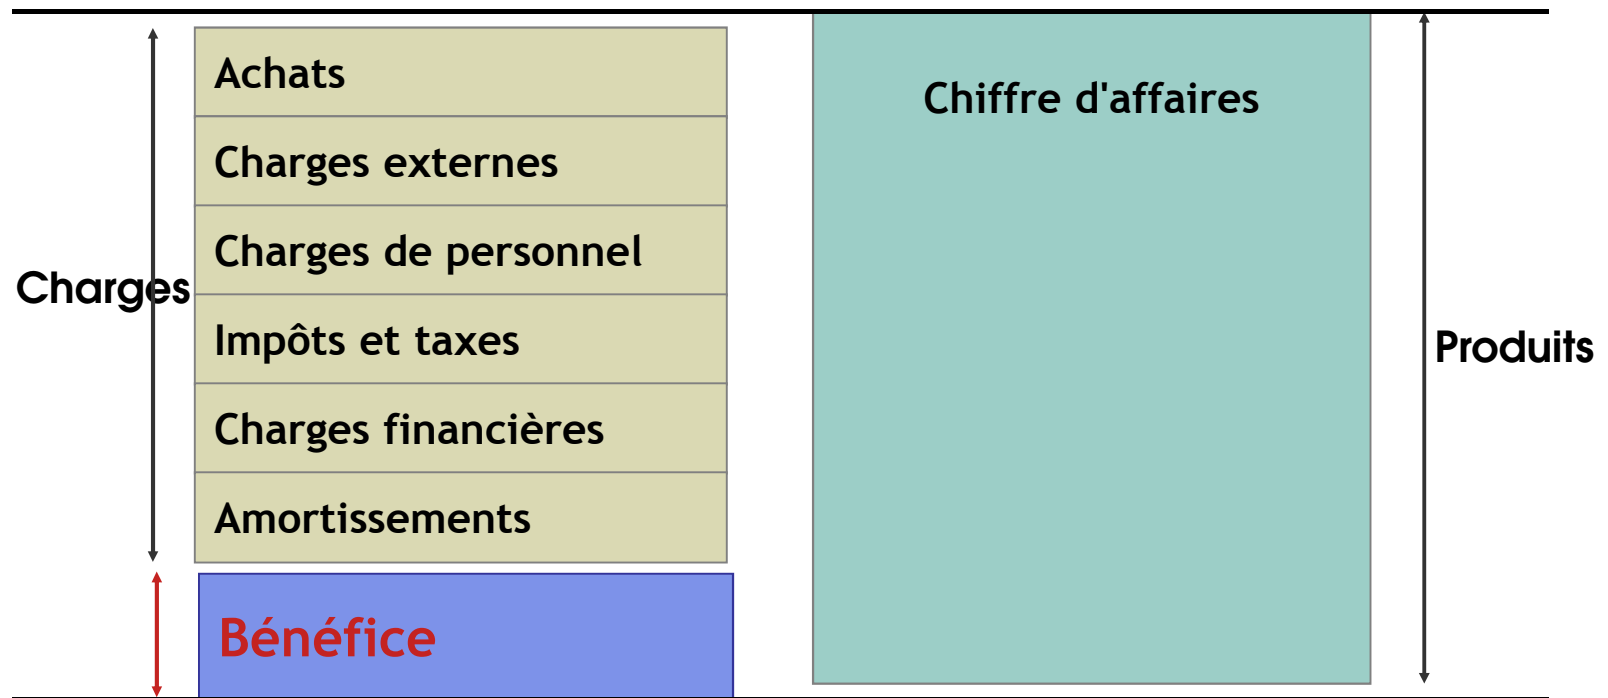 Achats
Chiffre d'affaires
Charges externes
Charges de personnel
Charges
Impôts et taxes
Produits
Charges financières
Amortissements
Bénéfice